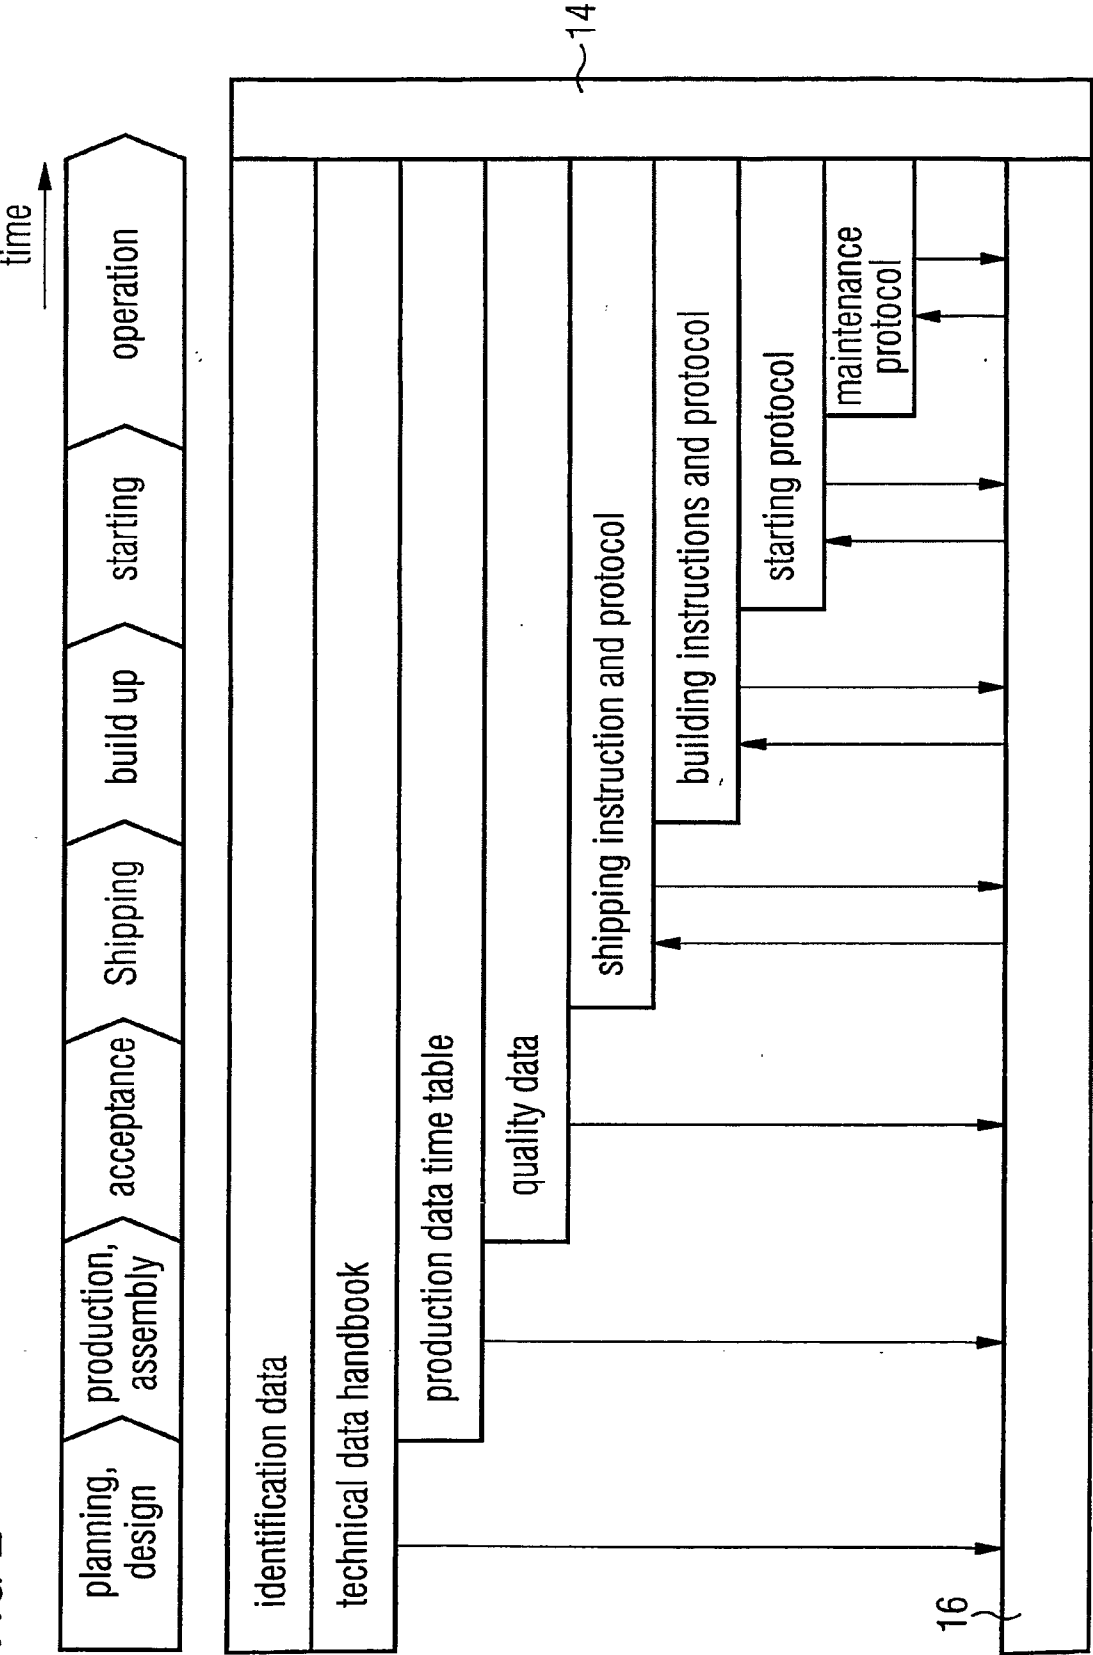 time
planning,
design
production,
assembly
acceptance
Shipping
build up
starting
operation
identification data
technical data handbook
production data time table
quality data
shipping instruction and protocol
building instructions and protocol
starting protocol
maintenance
protocol
14
16